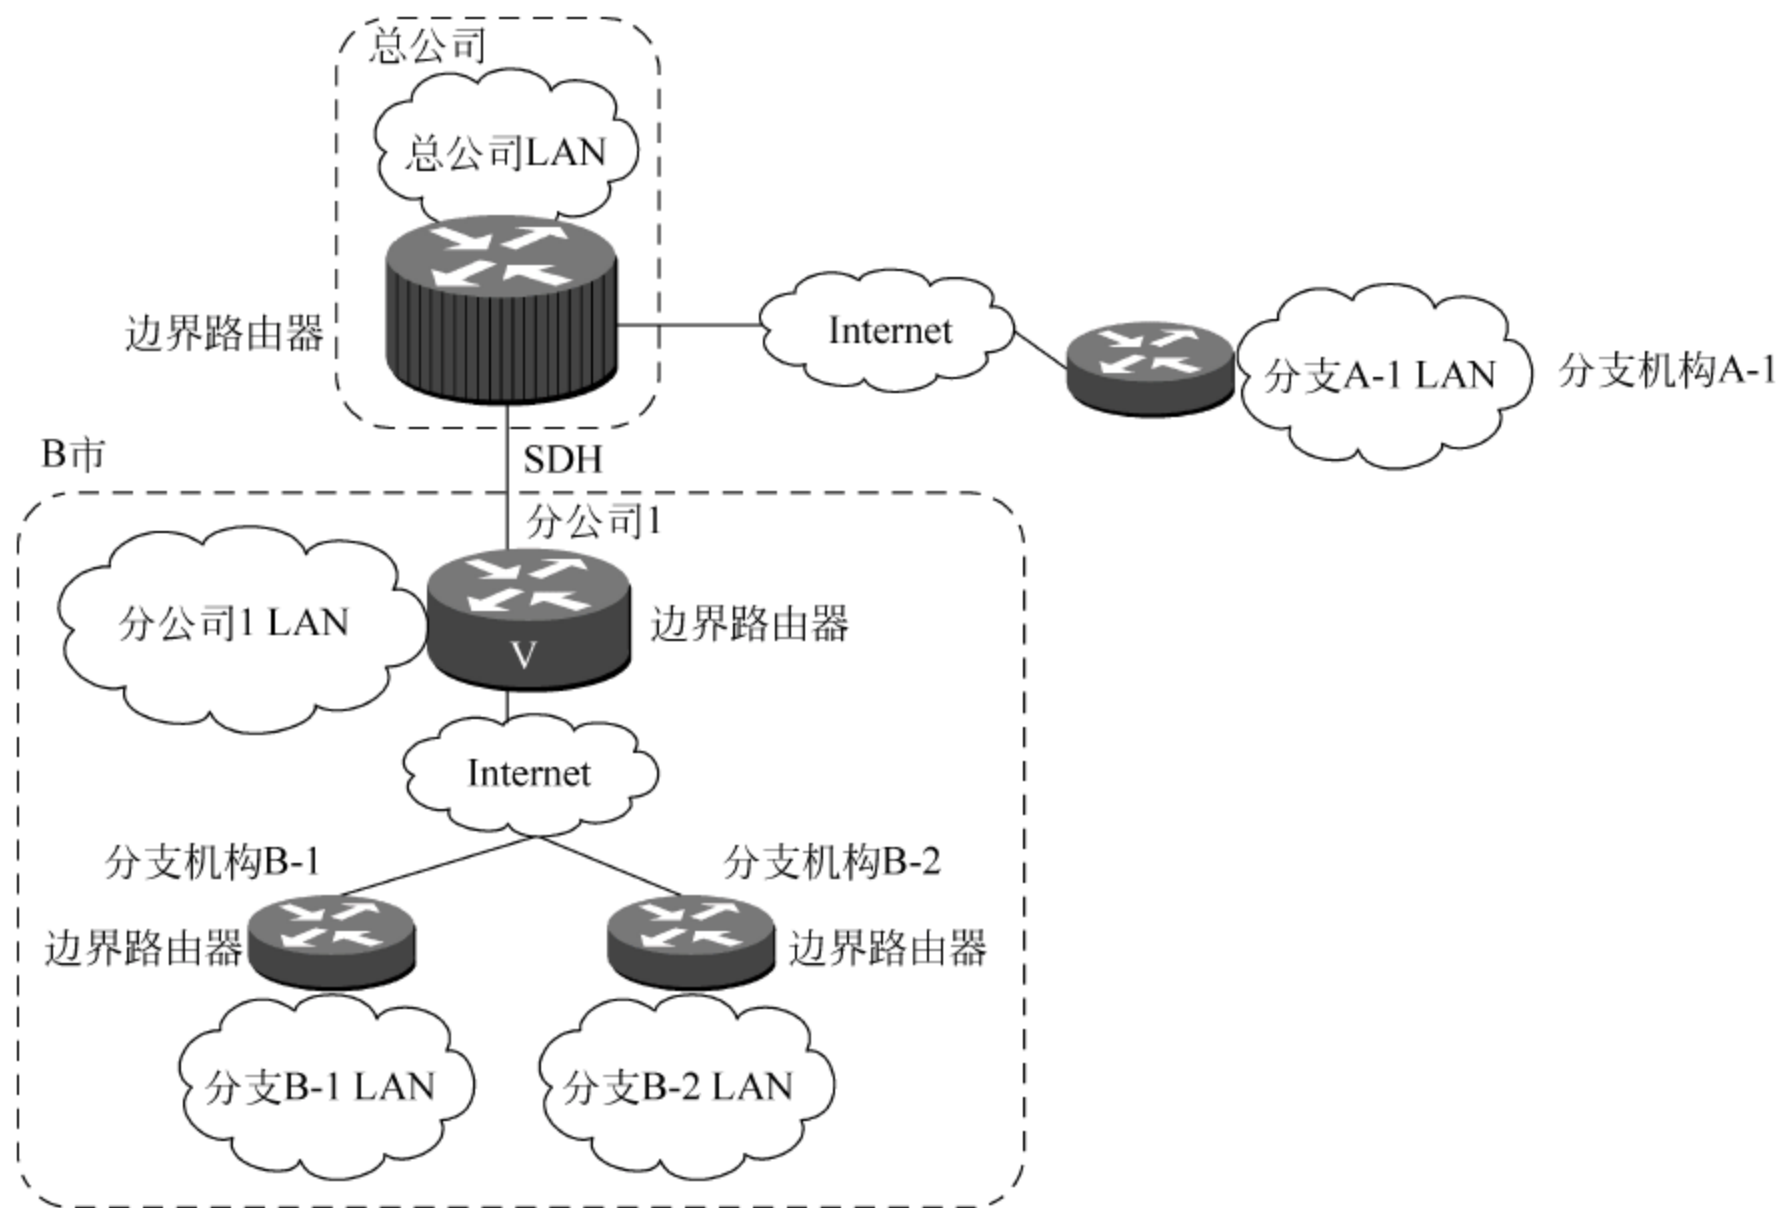 总公司
总公司LAN
边界路由器
Internet
分支A-1 LAN
分支机构A-1
B市
SDH
分公司1
分公司1 LAN
边界路由器
V
Internet
分支机构B-1
分支机构B-2
边界路由器
边界路由器
分支B-1 LAN
分支B-2 LAN